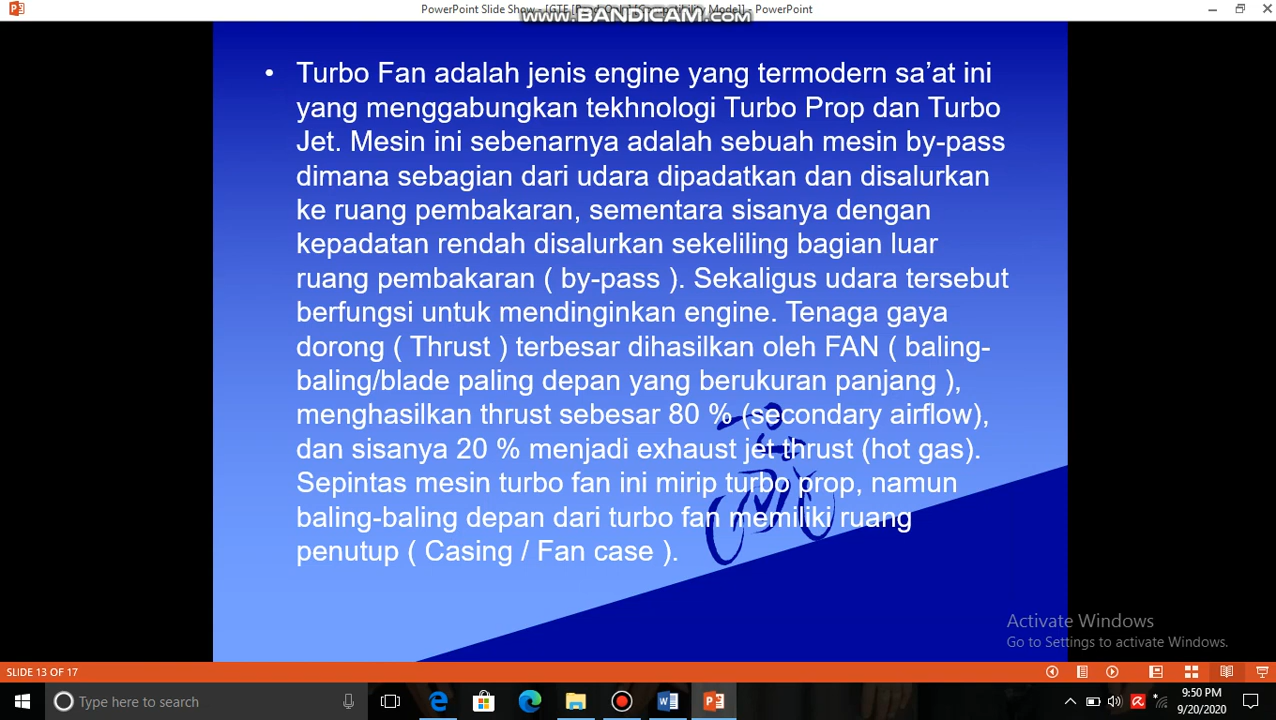 PowerPoint Slide Show - [GTE [Read-Only] [Compatibility Mode]] - PowerPoint
www.BANDICAM.com
• Turbo Fan adalah jenis engine yang termodern sa’at ini
yang menggabungkan tekhnologi Turbo Prop dan Turbo
Jet. Mesin ini sebenarnya adalah sebuah mesin by-pass
dimana sebagian dari udara dipadatkan dan disalurkan
ke ruang pembakaran, sementara sisanya dengan
kepadatan rendah disalurkan sekeliling bagian luar
ruang pembakaran ( by-pass ). Sekaligus udara tersebut
berfungsi untuk mendinginkan engine. Tenaga gaya
dorong ( Thrust ) terbesar dihasilkan oleh FAN ( baling-
baling/blade paling depan yang berukuran panjang ),
menghasilkan thrust sebesar 80 % (secondary airflow),
dan sisanya 20 % menjadi exhaust jet thrust (hot gas).
Sepintas mesin turbo fan ini mirip turbo prop, namun
baling-baling depan dari turbo fan memiliki ruang
penutup ( Casing / Fan case ).
Activate Windows
Go to Settings to activate Windows.
SLIDE 13 OF 17
Type here to search
9:50 PM
9/20/2020